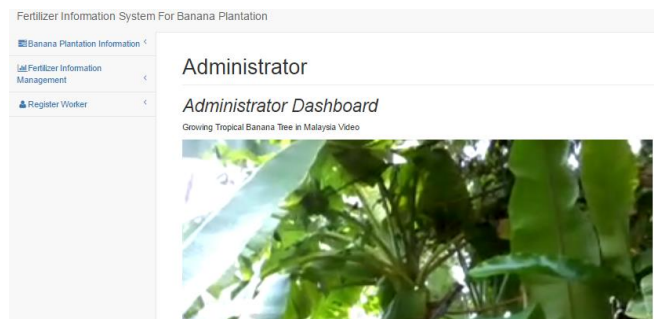 Fertilizer Information System For Banana Plantation
Banana Plantation Information
Fertilizer Information
Management
Register Worker
Administrator
Administrator Dashboard
Growing Tropical Banana Tree in Malaysia Video